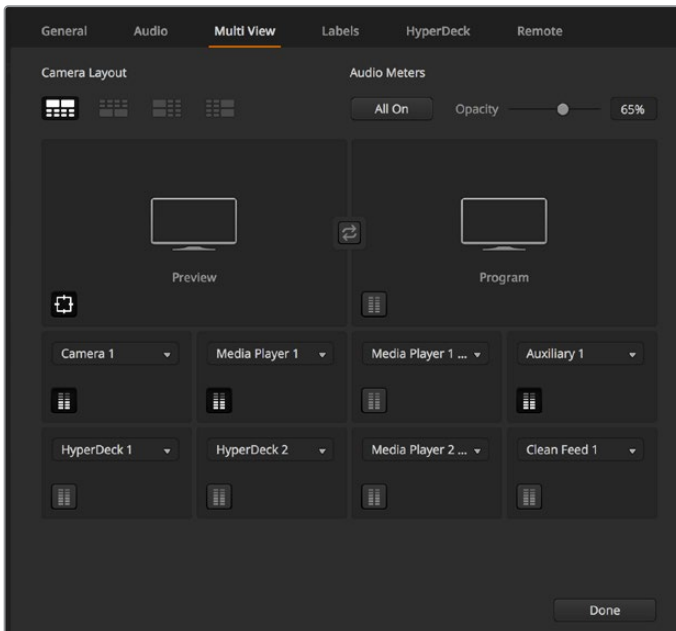 General Audio Multi View Labels HyperDeck Remote
Camera Layout Audio Meters
All On Opacity 65%
Preview Program
Camera 1 Media Player 1 Media Player 1 ... Auxiliary 1
HyperDeck 1 HyperDeck 2 Media Player 2 ... Clean Feed 1
Done